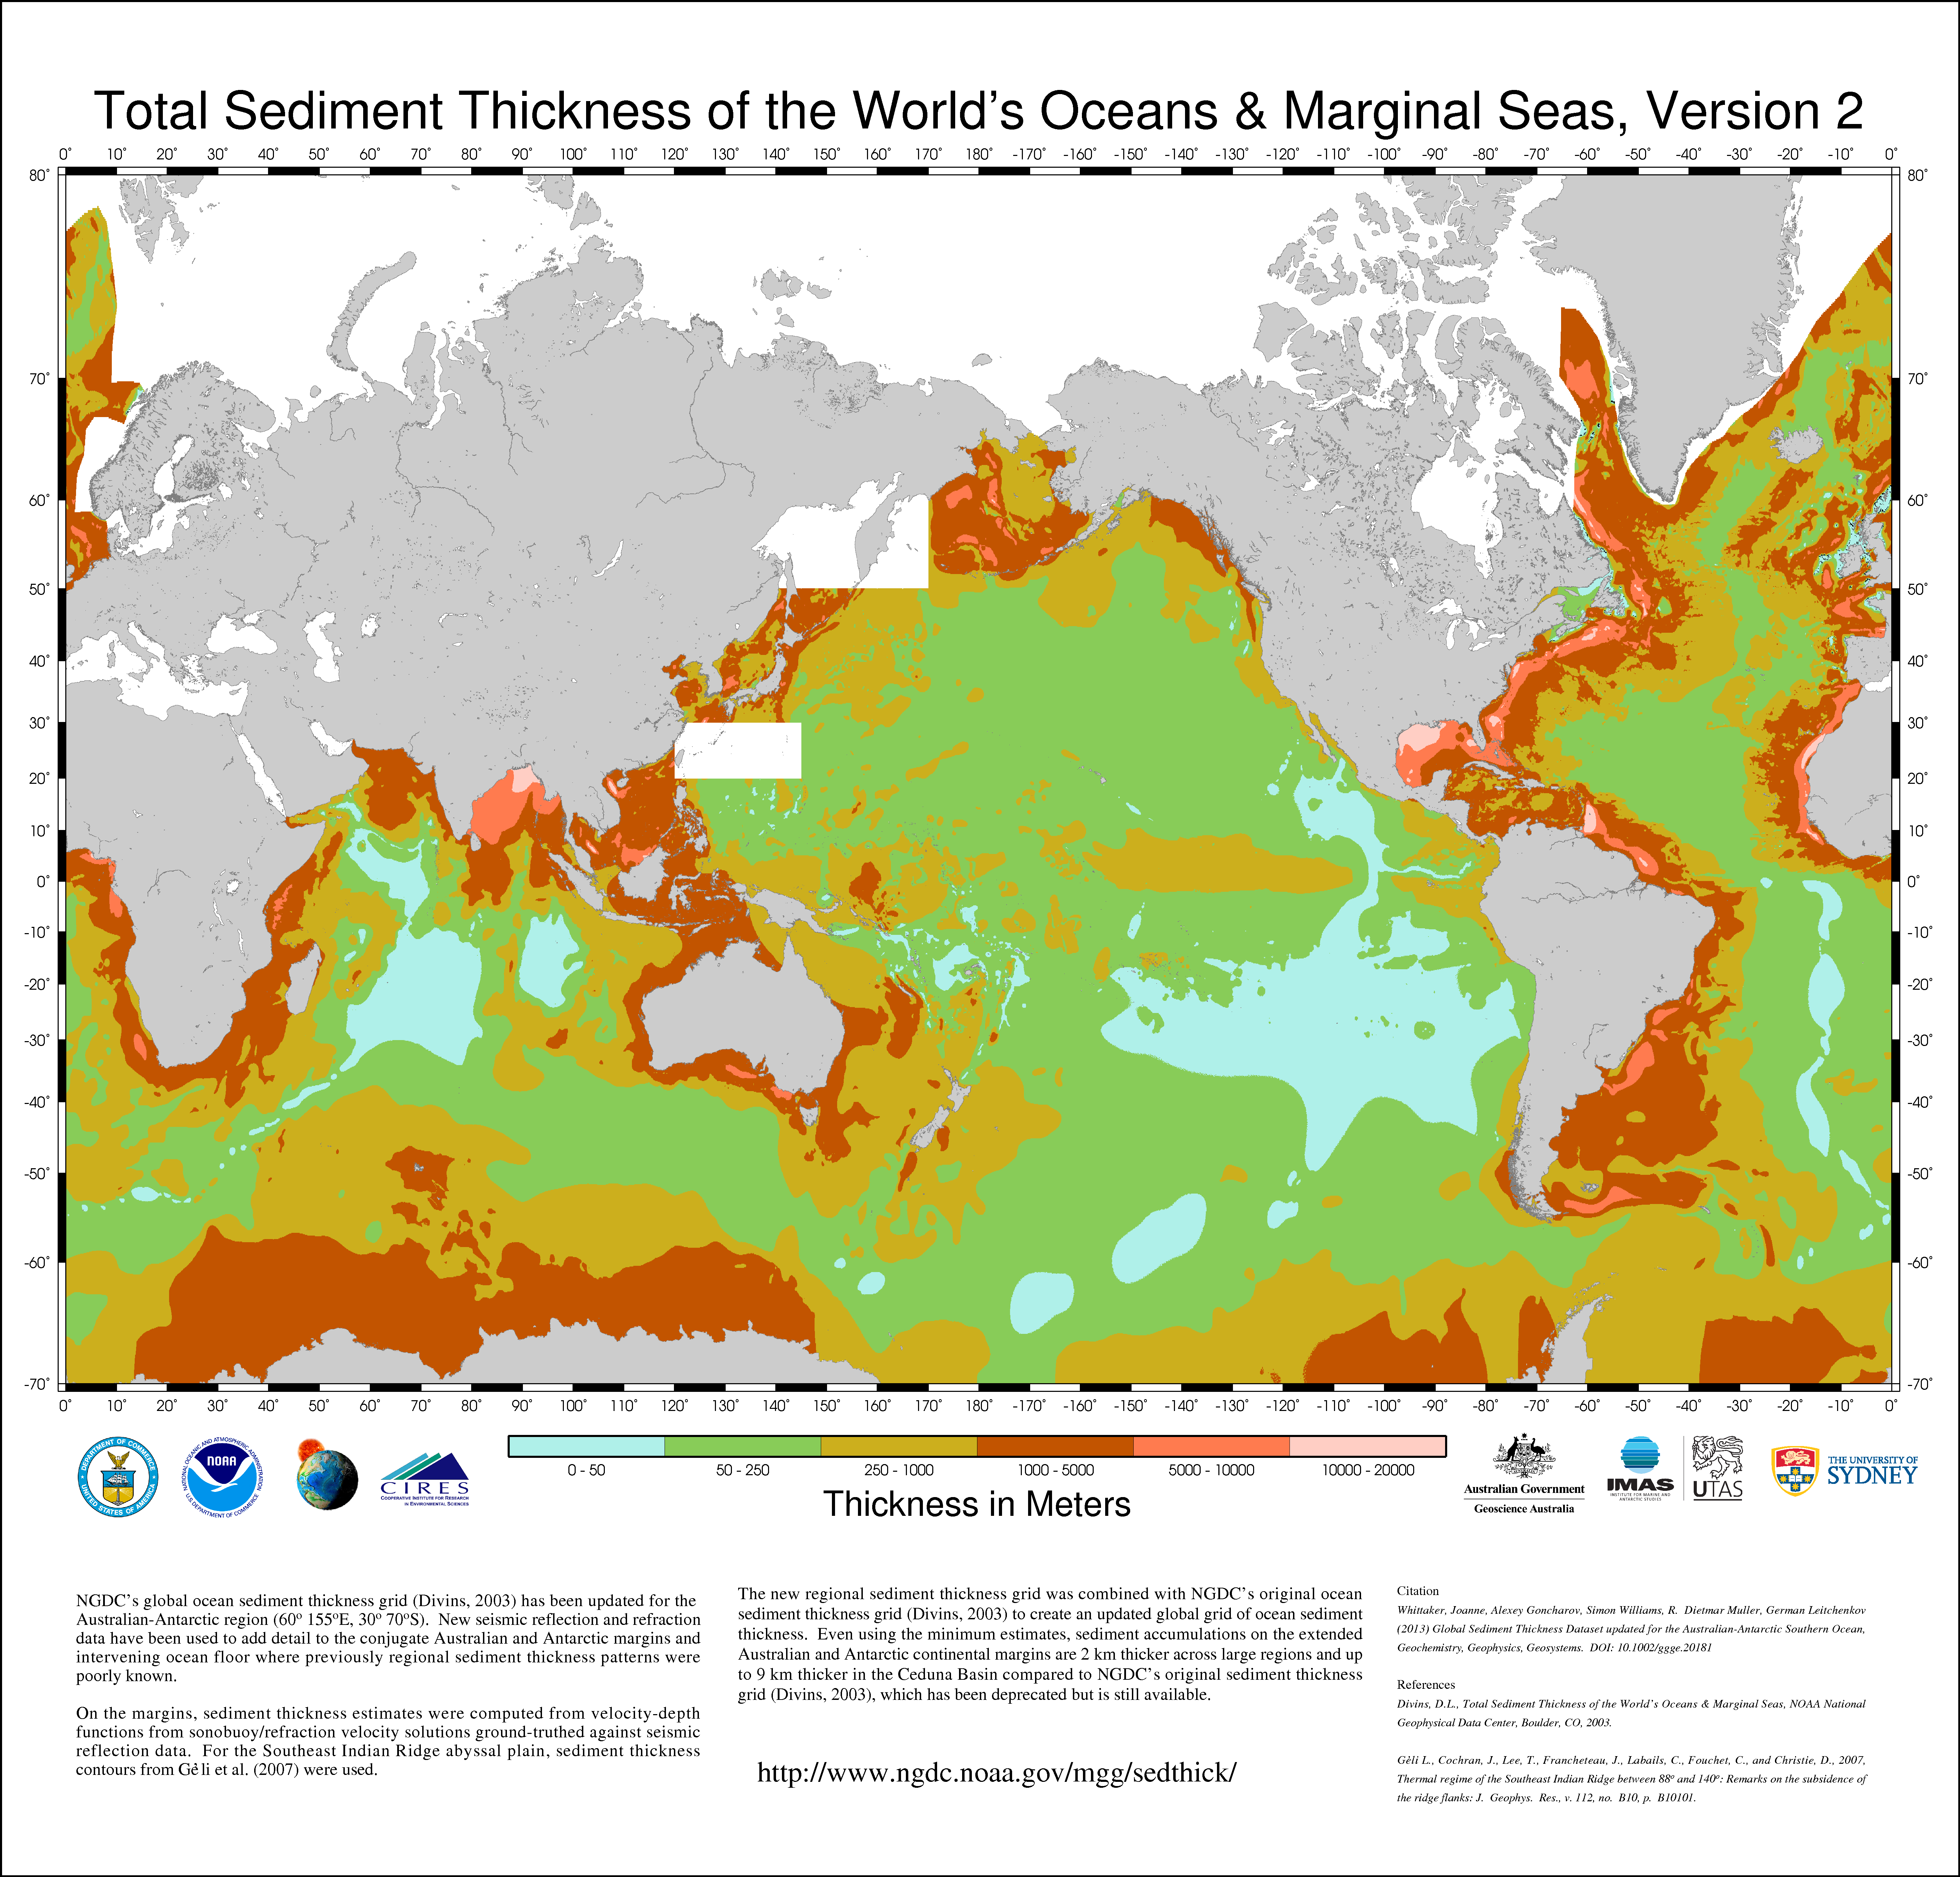 Total Sediment Thickness of the World's Oceans & Marginal Seas, Version 2
0° 10° 20° 30° 40° 50° 60° 70° 80° 90° 100° 110° 120° 130° 140° 150° 160° 170° 180° -170° -160° -150° -140° -130° -120° -110° -100° -90° -80° -70° -60° -50° -40° -30° -20° -10° 0°
80° 80°
70° 70°
60° 60°
50° 50°
40° 40°
30° 30°
20° 20°
10° 10°
0° 0°
-10° -10°
-20° -20°
-30° -30°
-40° -40°
-50° -50°
-60° -60°
-70° -70°
0° 10° 20° 30° 40° 50° 60° 70° 80° 90° 100° 110° 120° 130° 140° 150° 160° 170° 180° -170° -160° -150° -140° -130° -120° -110° -100° -90° -80° -70° -60° -50° -40° -30° -20° -10° 0°
DEPARTMENT OF COMMERCE
UNITED STATES OF AMERICA
NATIONAL OCEANIC AND ATMOSPHERIC ADMINISTRATION
NOAA
U.S. DEPARTMENT OF COMMERCE
CIRES
COOPERATIVE INSTITUTE FOR RESEARCH
IN ENVIRONMENTAL SCIENCES
0 - 50 50 - 250 250 - 1000 1000 - 5000 5000 - 10000 10000 - 20000
Thickness in Meters
Australian Government
Geoscience Australia
IMAS
INSTITUTE FOR MARINE AND
ANTARCTIC STUDIES
UTAS
THE UNIVERSITY OF
SYDNEY
NGDC's global ocean sediment thickness grid (Divins, 2003) has been updated for the
Australian-Antarctic region (60º 155ºE, 30º 70ºS). New seismic reflection and refraction
data have been used to add detail to the conjugate Australian and Antarctic margins and
intervening ocean floor where previously regional sediment thickness patterns were
poorly known.
On the margins, sediment thickness estimates were computed from velocity-depth
functions from sonobuoy/refraction velocity solutions ground-truthed against seismic
reflection data. For the Southeast Indian Ridge abyssal plain, sediment thickness
contours from Gėli et al. (2007) were used.
The new regional sediment thickness grid was combined with NGDC's original ocean
sediment thickness grid (Divins, 2003) to create an updated global grid of ocean sediment
thickness. Even using the minimum estimates, sediment accumulations on the extended
Australian and Antarctic continental margins are 2 km thicker across large regions and up
to 9 km thicker in the Ceduna Basin compared to NGDC's original sediment thickness
grid (Divins, 2003), which has been deprecated but is still available.
http://www.ngdc.noaa.gov/mgg/sedthick/
Citation
Whittaker, Joanne, Alexey Goncharov, Simon Williams, R. Dietmar Muller, German Leitchenkov
(2013) Global Sediment Thickness Dataset updated for the Australian-Antarctic Southern Ocean,
Geochemistry, Geophysics, Geosystems. DOI: 10.1002/ggge.20181
References
Divins, D.L., Total Sediment Thickness of the World's Oceans & Marginal Seas, NOAA National
Geophysical Data Center, Boulder, CO, 2003.
Gėli L., Cochran, J., Lee, T., Francheteau, J., Labails, C., Fouchet, C., and Christie, D., 2007,
Thermal regime of the Southeast Indian Ridge between 88º and 140º: Remarks on the subsidence of
the ridge flanks: J. Geophys. Res., v. 112, no. B10, p. B10101.